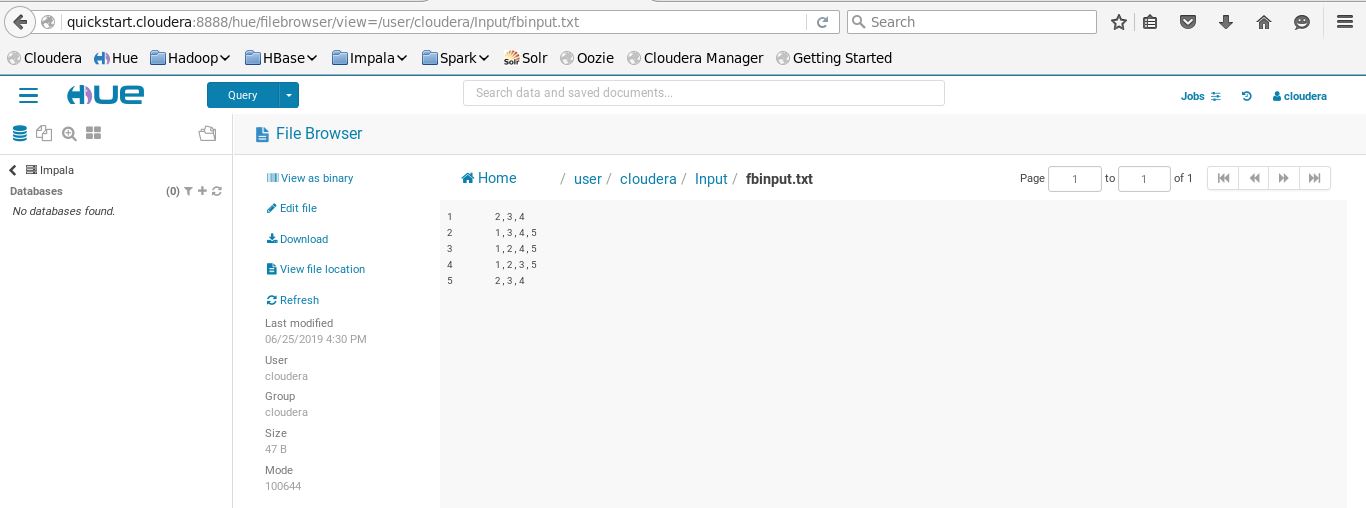 quickstart.cloudera:8888/hue/filebrowser/view=/user/cloudera/Input/fbinput.txt Search
Cloudera Hue Hadoop HBase Impala Spark Solr Solr Oozie Cloudera Manager Getting Started
HUE Query Search data and saved documents... Jobs cloudera
File Browser
Impala
Databases (0)
No databases found.
View as binary
Edit file
Download
View file location
Refresh
Last modified
06/25/2019 4:30 PM
User
cloudera
Group
cloudera
Size
47 B
Mode
100644
Home / user / cloudera / Input / fbinput.txt Page 1 to 1 of 1
1 2,3,4
2 1,3,4,5
3 1,2,4,5
4 1,2,3,5
5 2,3,4